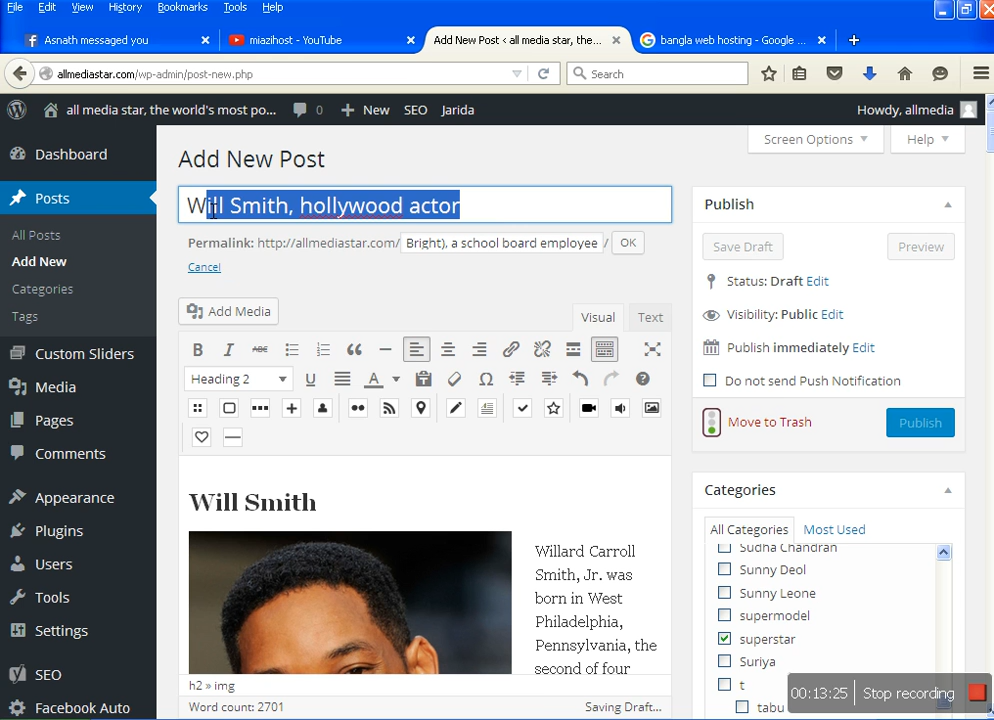 File Edit View History Bookmarks Tools Help
Asnath messaged you × miazihost - YouTube × Add New Post ‹ all media star, the... × bangla web hosting - Google ... × +
allmediastar.com/wp-admin/post-new.php Search
all media star, the world's most po... 0 + New SEO Jarida Howdy, allmedia
Screen Options Help
Dashboard
Posts
All Posts
Add New
Categories
Tags
Custom Sliders
Media
Pages
Comments
Appearance
Plugins
Users
Tools
Settings
SEO
Facebook Auto
Add New Post
Will Smith, hollywood actor
Permalink: http://allmediastar.com/ Bright), a school board employee / OK
Cancel
Add Media
Visual Text
B I ABC
Heading 2 U A Ω
Will Smith
Willard Carroll
Smith, Jr. was
born in West
Philadelphia,
Pennsylvania, the
second of four
h2 » img
Word count: 2701 Saving Draft...
Publish
Save Draft Preview
Status: Draft Edit
Visibility: Public Edit
Publish immediately Edit
Do not send Push Notification
Move to Trash Publish
Categories
All Categories Most Used
Sudha Chandran
Sunny Deol
Sunny Leone
supermodel
superstar
Suriya
t
tabu
00:13:25 Stop recording